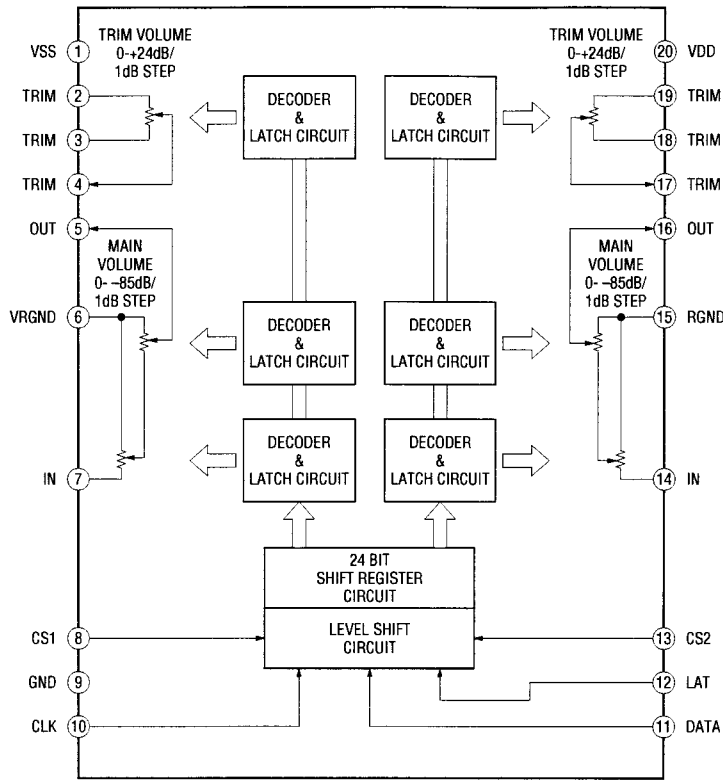 TRIM VOLUME
0-+24dB/
1dB STEP
TRIM VOLUME
0-+24dB/
1dB STEP
VSS 1
20 VDD
TRIM 2
DECODER
&
LATCH CIRCUIT
DECODER
&
LATCH CIRCUIT
19 TRIM
TRIM 3
18 TRIM
TRIM 4
17 TRIM
OUT 5
16 OUT
MAIN
VOLUME
0- -85dB/
1dB STEP
MAIN
VOLUME
0- -85dB/
1dB STEP
VRGND 6
DECODER
&
LATCH CIRCUIT
DECODER
&
LATCH CIRCUIT
15 RGND
IN 7
DECODER
&
LATCH CIRCUIT
DECODER
&
LATCH CIRCUIT
14 IN
24 BIT
SHIFT REGISTER
CIRCUIT
LEVEL SHIFT
CIRCUIT
CS1 8
13 CS2
GND 9
12 LAT
CLK 10
11 DATA